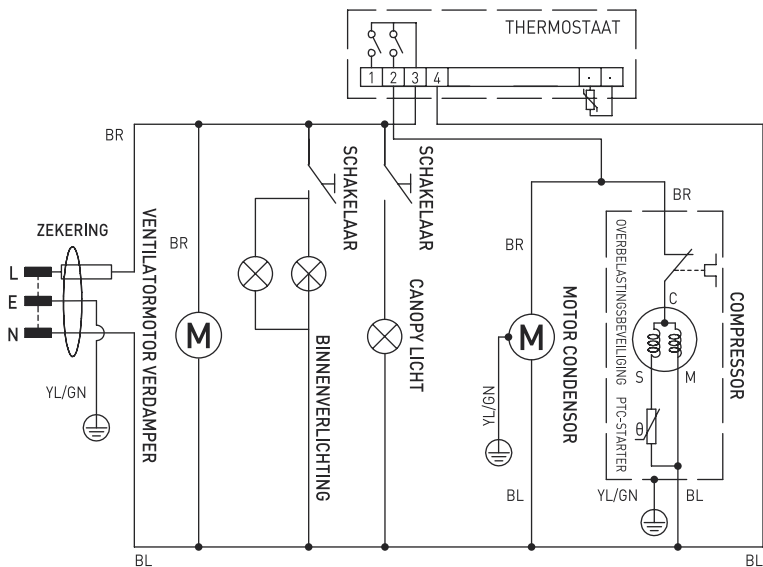 THERMOSTAAT
1 2 3 4 · ·
BR
ZEKERING
L
E
N
YL/GN
BL
VENTILATORMOTOR VERDAMPER
BR
M
SCHAKELAAR
BINNENVERLICHTING
SCHAKELAAR
CANOPY LICHT
BR
M
MOTOR CONDENSOR
YL/GN
BL
BR
OVERBELASTINGSBEVEILIGING PTC-STARTER
C
S M
θ
COMPRESSOR
YL/GN
BL
BL